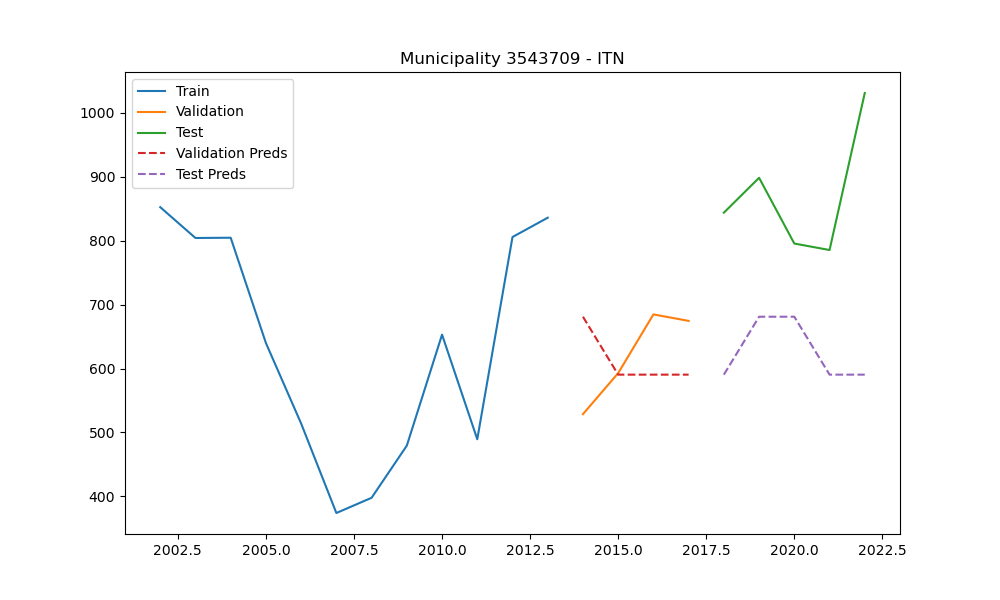 Municipality 3543709 - ITN
Train
Validation
Test
Validation Preds
Test Preds
1000
900
800
700
600
500
400
2002.5 2005.0 2007.5 2010.0 2012.5 2015.0 2017.5 2020.0 2022.5